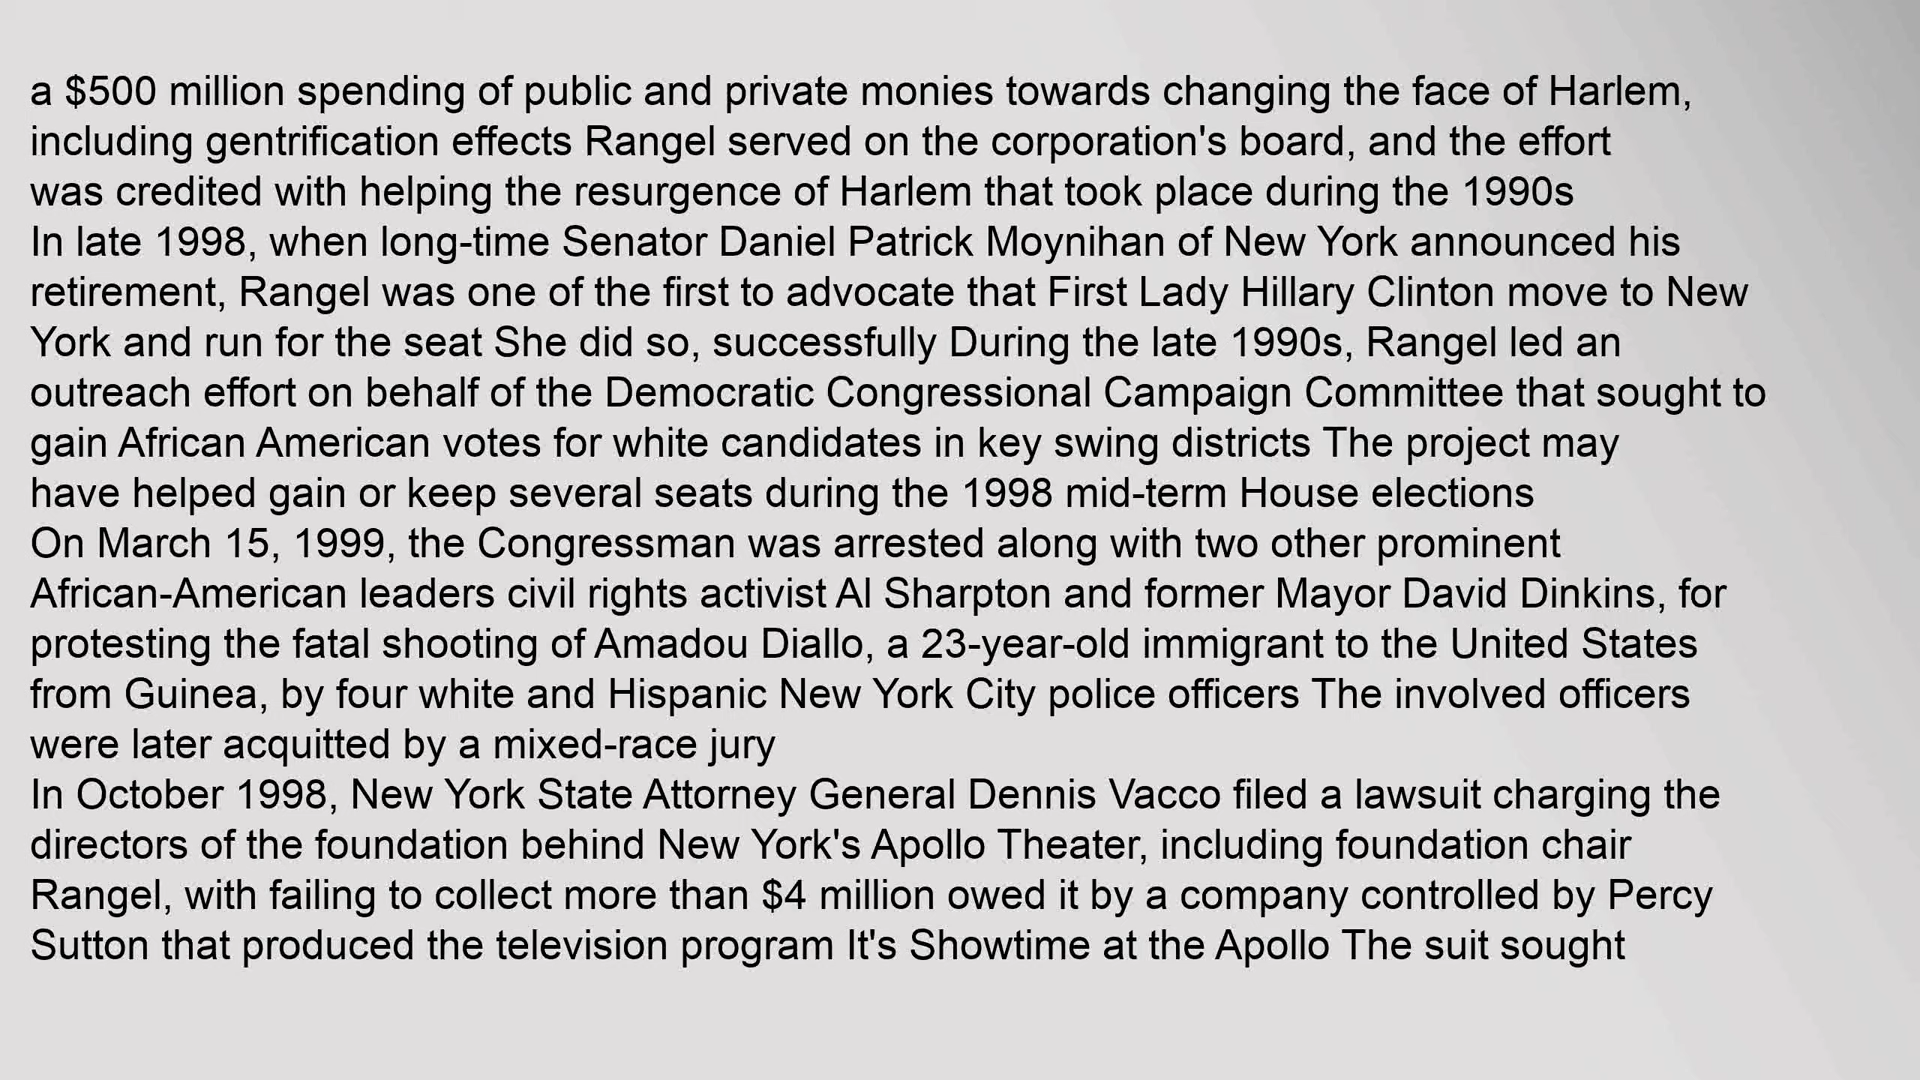 a $500 million spending of public and private monies towards changing the face of Harlem,
including gentrification effects Rangel served on the corporation's board, and the effort
was credited with helping the resurgence of Harlem that took place during the 1990s
In late 1998, when long-time Senator Daniel Patrick Moynihan of New York announced his
retirement, Rangel was one of the first to advocate that First Lady Hillary Clinton move to New
York and run for the seat She did so, successfully During the late 1990s, Rangel led an
outreach effort on behalf of the Democratic Congressional Campaign Committee that sought to
gain African American votes for white candidates in key swing districts The project may
have helped gain or keep several seats during the 1998 mid-term House elections
On March 15, 1999, the Congressman was arrested along with two other prominent
African-American leaders civil rights activist Al Sharpton and former Mayor David Dinkins, for
protesting the fatal shooting of Amadou Diallo, a 23-year-old immigrant to the United States
from Guinea, by four white and Hispanic New York City police officers The involved officers
were later acquitted by a mixed-race jury
In October 1998, New York State Attorney General Dennis Vacco filed a lawsuit charging the
directors of the foundation behind New York's Apollo Theater, including foundation chair
Rangel, with failing to collect more than $4 million owed it by a company controlled by Percy
Sutton that produced the television program It's Showtime at the Apollo The suit sought